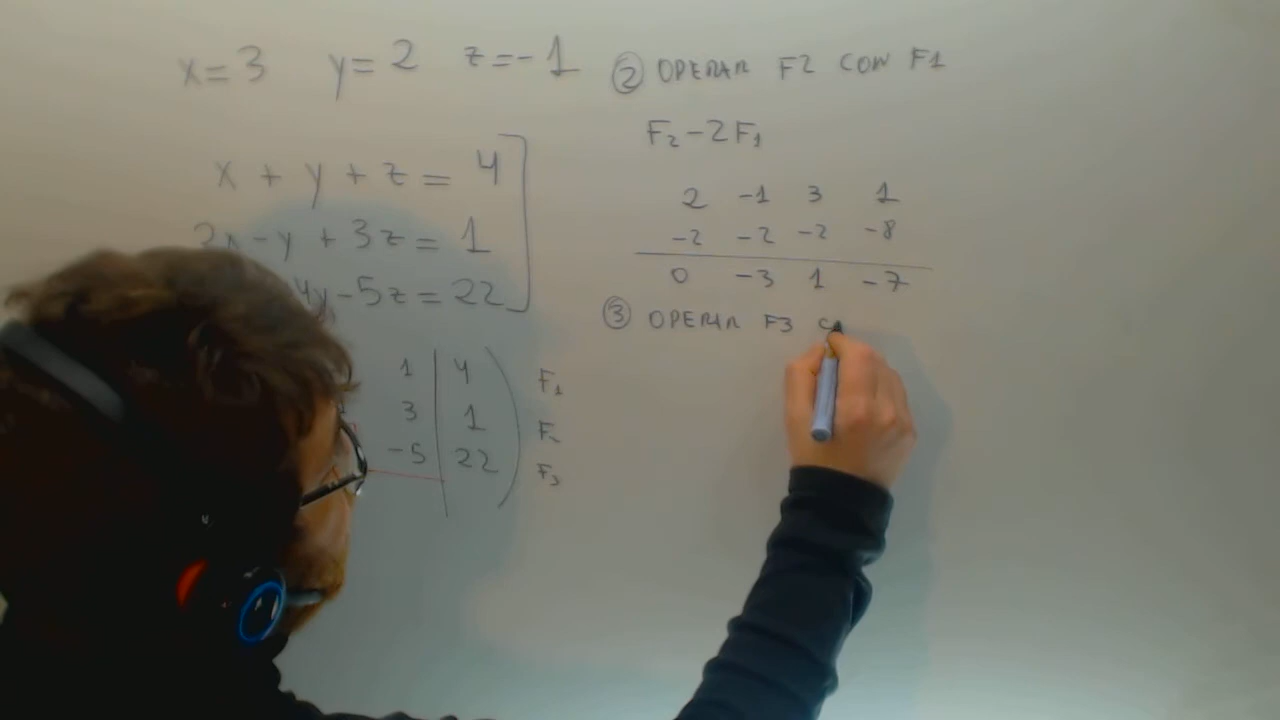 x=3 y=2 z=-1
x + y + z = 4
2x - y + 3z = 1
4y - 5z = 22
1 4 F1
3 1 F2
-5 22 F3
② OPERAR F2 CON F1
F2 - 2F1
2 -1 3 1
-2 -2 -2 -8
0 -3 1 -7
③ OPERAR F3